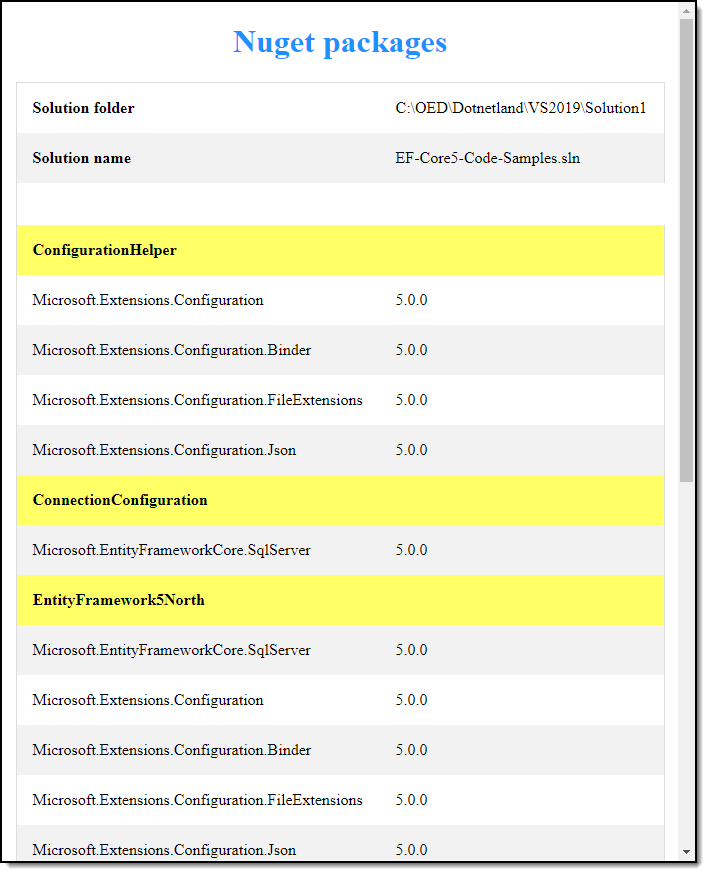 Nuget packages
Solution folder C:\OED\Dotnetland\VS2019\Solution1
Solution name EF-Core5-Code-Samples.sln
ConfigurationHelper
Microsoft.Extensions.Configuration 5.0.0
Microsoft.Extensions.Configuration.Binder 5.0.0
Microsoft.Extensions.Configuration.FileExtensions 5.0.0
Microsoft.Extensions.Configuration.Json 5.0.0
ConnectionConfiguration
Microsoft.EntityFrameworkCore.SqlServer 5.0.0
EntityFramework5North
Microsoft.EntityFrameworkCore.SqlServer 5.0.0
Microsoft.Extensions.Configuration 5.0.0
Microsoft.Extensions.Configuration.Binder 5.0.0
Microsoft.Extensions.Configuration.FileExtensions 5.0.0
Microsoft.Extensions.Configuration.Json 5.0.0